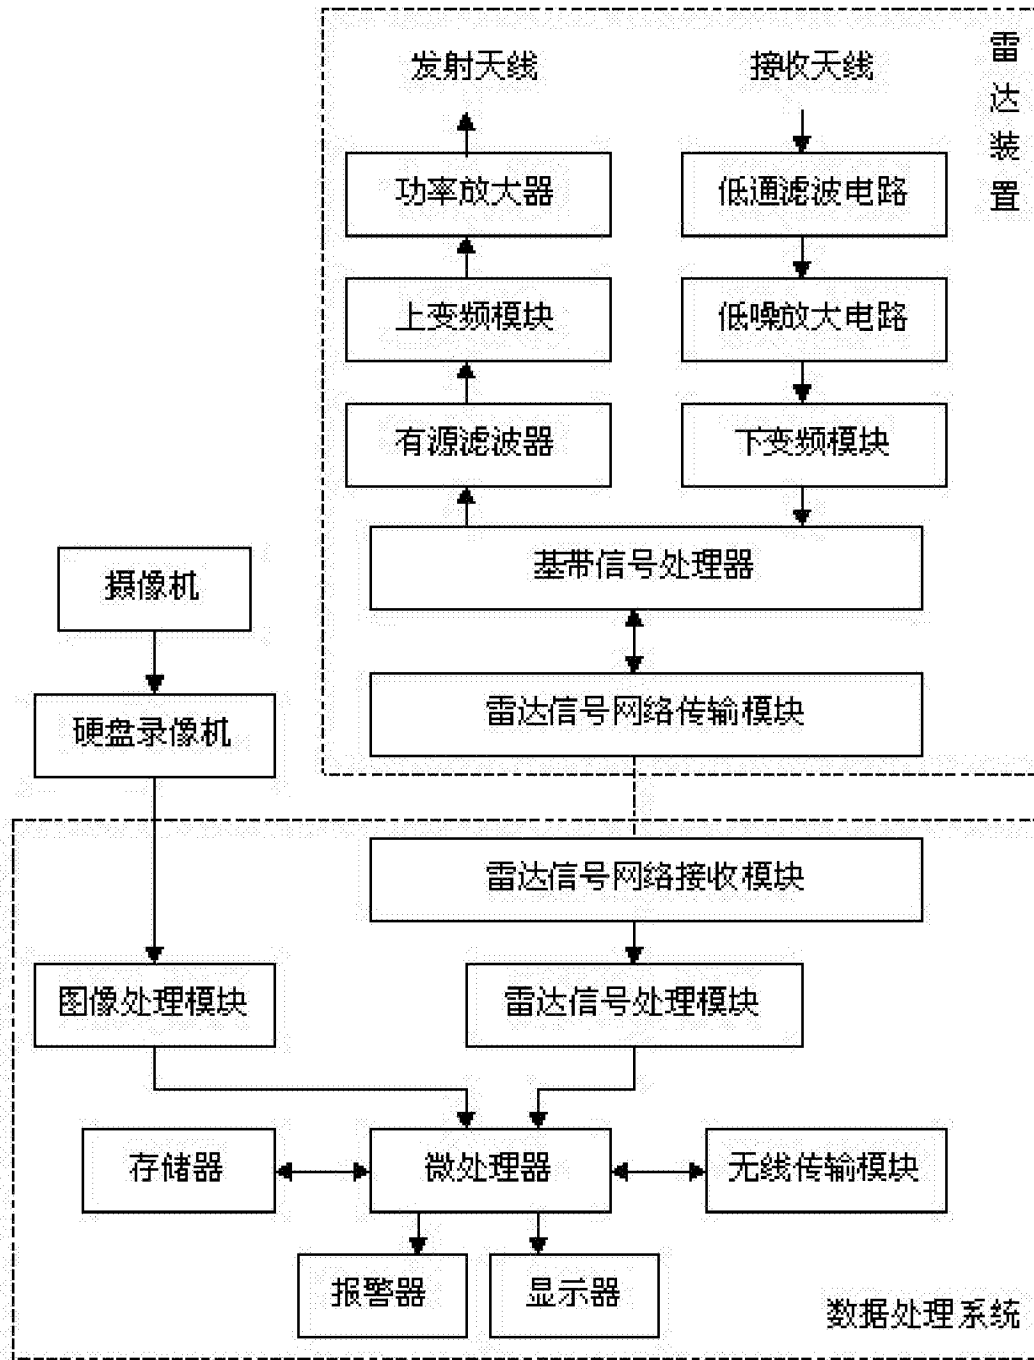 发射天线
接收天线
雷达装置
功率放大器
低通滤波电路
上变频模块
低噪放大电路
有源滤波器
下变频模块
基带信号处理器
摄像机
雷达信号网络传输模块
硬盘录像机
雷达信号网络接收模块
图像处理模块
雷达信号处理模块
存储器
微处理器
无线传输模块
报警器
显示器
数据处理系统